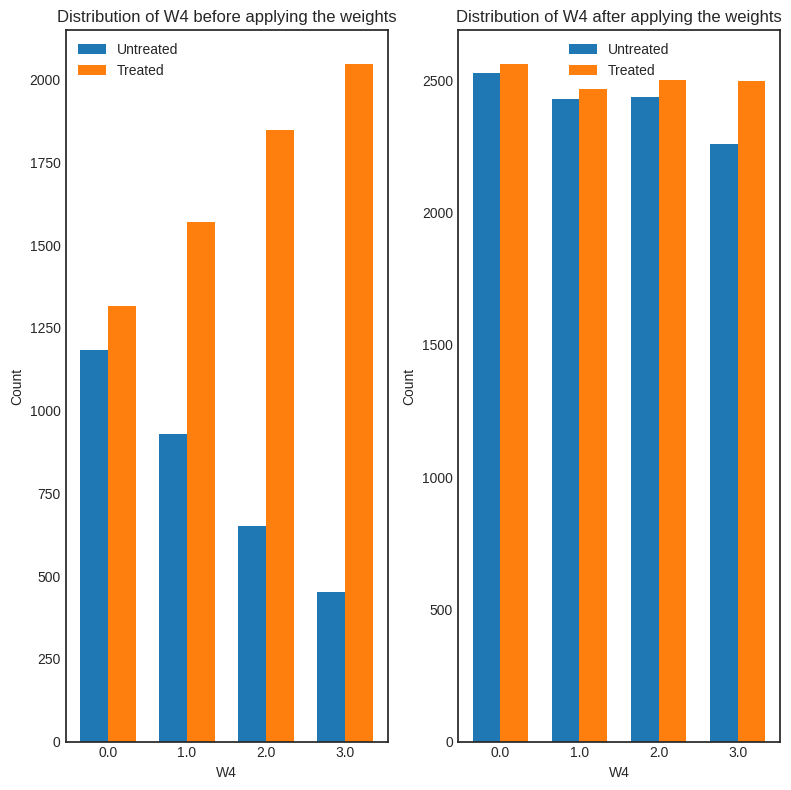 Distribution of W4 before applying the weights
Untreated
Treated
2000
1750
1500
1250
1000
750
500
250
0
Count
0.0 1.0 2.0 3.0
W4
Distribution of W4 after applying the weights
Untreated
Treated
2500
2000
1500
1000
500
0
Count
0.0 1.0 2.0 3.0
W4